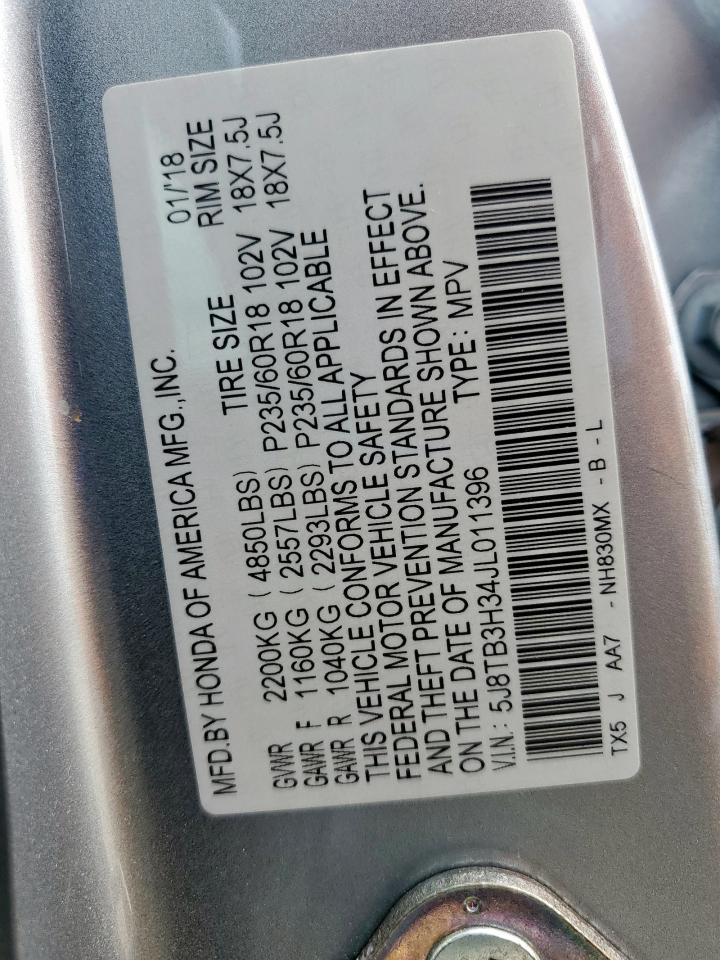 MFD.BY HONDA OF AMERICA MFG.,INC. 01/'18
TIRE SIZE RIM SIZE
GVWR 2200KG (4850LBS)
GAWR F 1160KG (2557LBS) P235/60R18 102V 18X7.5J
GAWR R 1040KG (2293LBS) P235/60R18 102V 18X7.5J
THIS VEHICLE CONFORMS TO ALL APPLICABLE
FEDERAL MOTOR VEHICLE SAFETY
AND THEFT PREVENTION STANDARDS IN EFFECT
ON THE DATE OF MANUFACTURE SHOWN ABOVE.
V.I.N.: 5J8TB3H34JL011396 TYPE: MPV
TX5 J AA7 - NH830MX - B - L